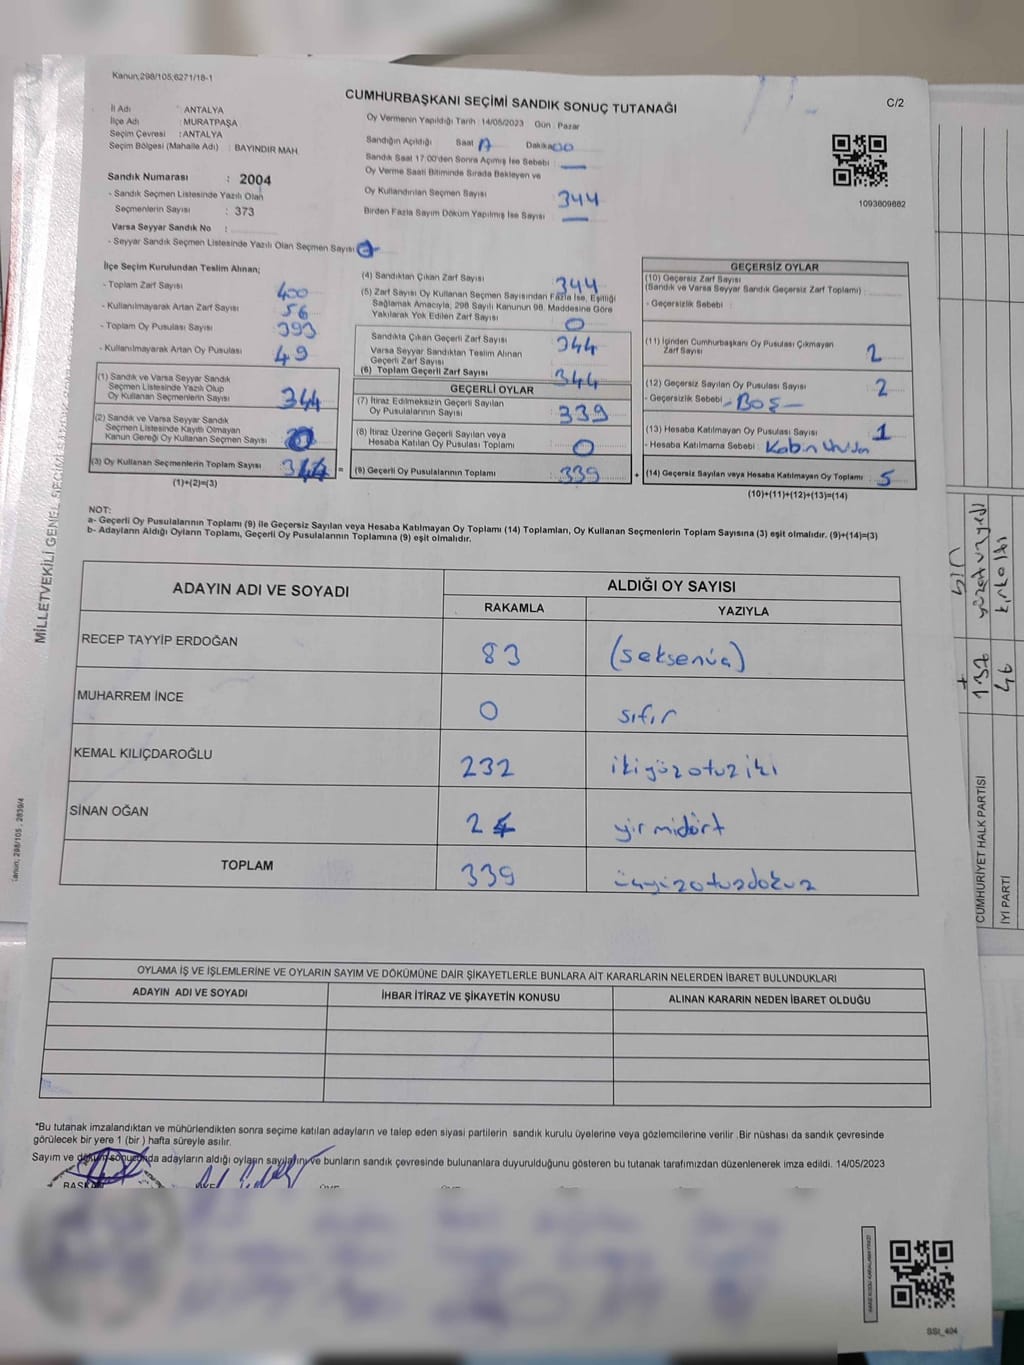 Kanun;298/105,6271/18-1
CUMHURBAŞKANI SEÇİMİ SANDIK SONUÇ TUTANAĞI
C/2
İl Adı : ANTALYA
İlçe Adı : MURATPAŞA
Seçim Çevresi : ANTALYA
Seçim Bölgesi (Mahalle Adı) : BAYINDIR MAH.
Sandık Numarası : 2004
- Sandık Seçmen Listesinde Yazılı Olan
Seçmenlerin Sayısı : 373
Varsa Seyyar Sandık No :
- Seyyar Sandık Seçmen Listesinde Yazılı Olan Seçmen Sayısı
Oy Vermenin Yapıldığı Tarih :14/05/2023 Gün : Pazar
Sandığın Açıldığı Saat Dakika 00
Sandık Saat 17:00'den Sonra Açımış İse Sebebi : —
Oy Verme Saati Bitiminde Sırada Bekleyen ve
Oy Kullandırılan Seçmen Sayısı 344
Birden Fazla Sayım Döküm Yapılmış İse Sayısı —
1093809882
İlçe Seçim Kurulundan Teslim Alınan;
- Toplam Zarf Sayısı 400
- Kullanılmayarak Artan Zarf Sayısı 56
- Toplam Oy Pusulası Sayısı 393
- Kullanılmayarak Artan Oy Pusulası 49
(1) Sandık ve Varsa Seyyar Sandık
Seçmen Listesinde Yazılı Olup
Oy Kullanan Seçmenlerin Sayısı 344
(2) Sandık ve Varsa Seyyar Sandık
Seçmen Listesinde Kayıtlı Olmayan
Kanun Gereği Oy Kullanan Seçmen Sayısı 0
(3) Oy Kullanan Seçmenlerin Toplam Sayısı 344 =
(1)+(2)=(3)
(4) Sandıktan Çıkan Zarf Sayısı 344
(5) Zarf Sayısı Oy Kullanan Seçmen Sayısından Fazla İse, Eşitliği
Sağlamak Amacıyla, 298 Sayılı Kanunun 98. Maddesine Göre
Yakılarak Yok Edilen Zarf Sayısı 0
Sandıkta Çıkan Geçerli Zarf Sayısı 344
Varsa Seyyar Sandıktan Teslim Alınan
Geçerli Zarf Sayısı
(6) Toplam Geçerli Zarf Sayısı 344
GEÇERLİ OYLAR
(7) İtiraz Edilmeksizin Geçerli Sayılan
Oy Pusulalarının Sayısı 339
(8) İtiraz Üzerine Geçerli Sayılan veya
Hesaba Katılan Oy Pusulası Toplamı 0
(9) Geçerli Oy Pusulalarının Toplamı 339 +
GEÇERSİZ OYLAR
(10) Geçersiz Zarf Sayısı
(Sandık ve Varsa Seyyar Sandık Geçersiz Zarf Toplamı) :
- Geçersizlik Sebebi :
(11) İçinden Cumhurbaşkanı Oy Pusulası Çıkmayan
Zarf Sayısı 2
(12) Geçersiz Sayılan Oy Pusulası Sayısı 2
- Geçersizlik Sebebi - BOŞ -
(13) Hesaba Katılmayan Oy Pusulası Sayısı 1
- Hesaba Katılmama Sebebi : Kabin
(14) Geçersiz Sayılan veya Hesaba Katılmayan Oy Toplamı 5
(10)+(11)+(12)+(13)=(14)
NOT:
a- Geçerli Oy Pusulalarının Toplamı (9) ile Geçersiz Sayılan veya Hesaba Katılmayan Oy Toplamı (14) Toplamları, Oy Kullanan Seçmenlerin Toplam Sayısına (3) eşit olmalıdır. (9)+(14)=(3)
b- Adayların Aldığı Oyların Toplamı, Geçerli Oy Pusulalarının Toplamına (9) eşit olmalıdır.
ADAYIN ADI VE SOYADI
ALDIĞI OY SAYISI
RAKAMLA YAZIYLA
RECEP TAYYİP ERDOĞAN 83 (seksenüç)
MUHARREM İNCE 0 sıfır
KEMAL KILIÇDAROĞLU 232 ikiyüzotuziki
SİNAN OĞAN 24 yirmidört
TOPLAM 339 üçyüzotuzdokuz
OYLAMA İŞ VE İŞLEMLERİNE VE OYLARIN SAYIM VE DÖKÜMÜNE DAİR ŞİKAYETLERLE BUNLARA AİT KARARLARIN NELERDEN İBARET BULUNDUKLARI
ADAYIN ADI VE SOYADI İHBAR İTİRAZ VE ŞİKAYETİN KONUSU ALINAN KARARIN NEDEN İBARET OLDUĞU
*Bu tutanak imzalandıktan ve mühürlendikten sonra seçime katılan adayların ve talep eden siyasi partilerin sandık kurulu üyelerine veya gözlemcilerine verilir .Bir nüshası da sandık çevresinde
görülecek bir yere 1 (bir ) hafta süreyle asılır.
Sayım ve döküm sonucunda adayların aldığı oyların sayılarını ve bunların sandık çevresinde bulunanlara duyurulduğunu gösteren bu tutanak tarafımızdan düzenlenerek imza edildi. 14/05/2023
SSI_404
MİLLETVEKİLİ GENEL SEÇİMİ
Kanun; 298/105 , 2839/4
CUMHURİYET HALK PARTİSİ 137 yüzotuzyedi
İYİ PARTİ 46 kırkaltı